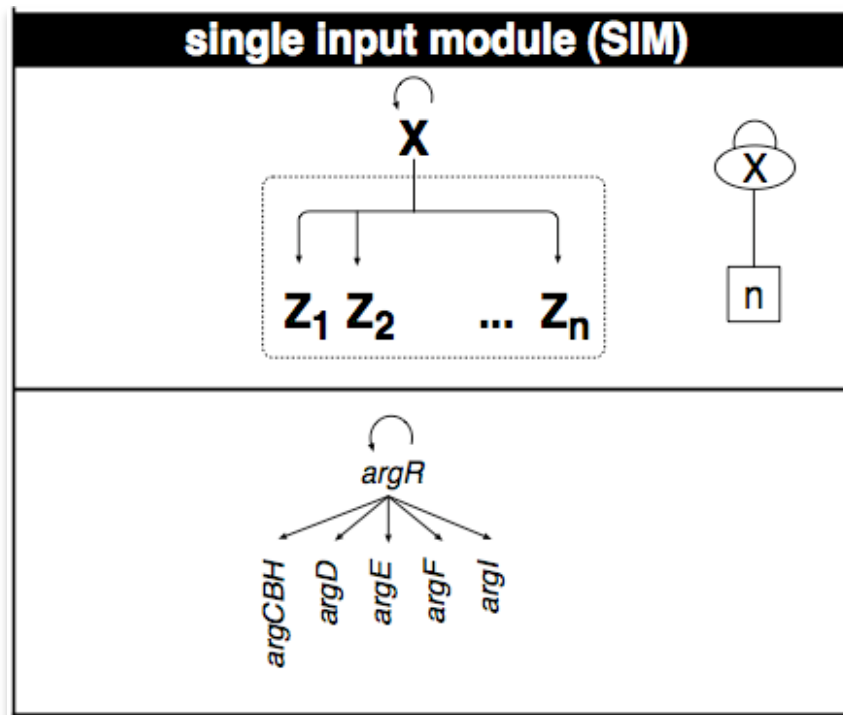 single input module (SIM)
X
X
Z1 Z2 ... Zn
n
argR
argCBH argD argE argF argI